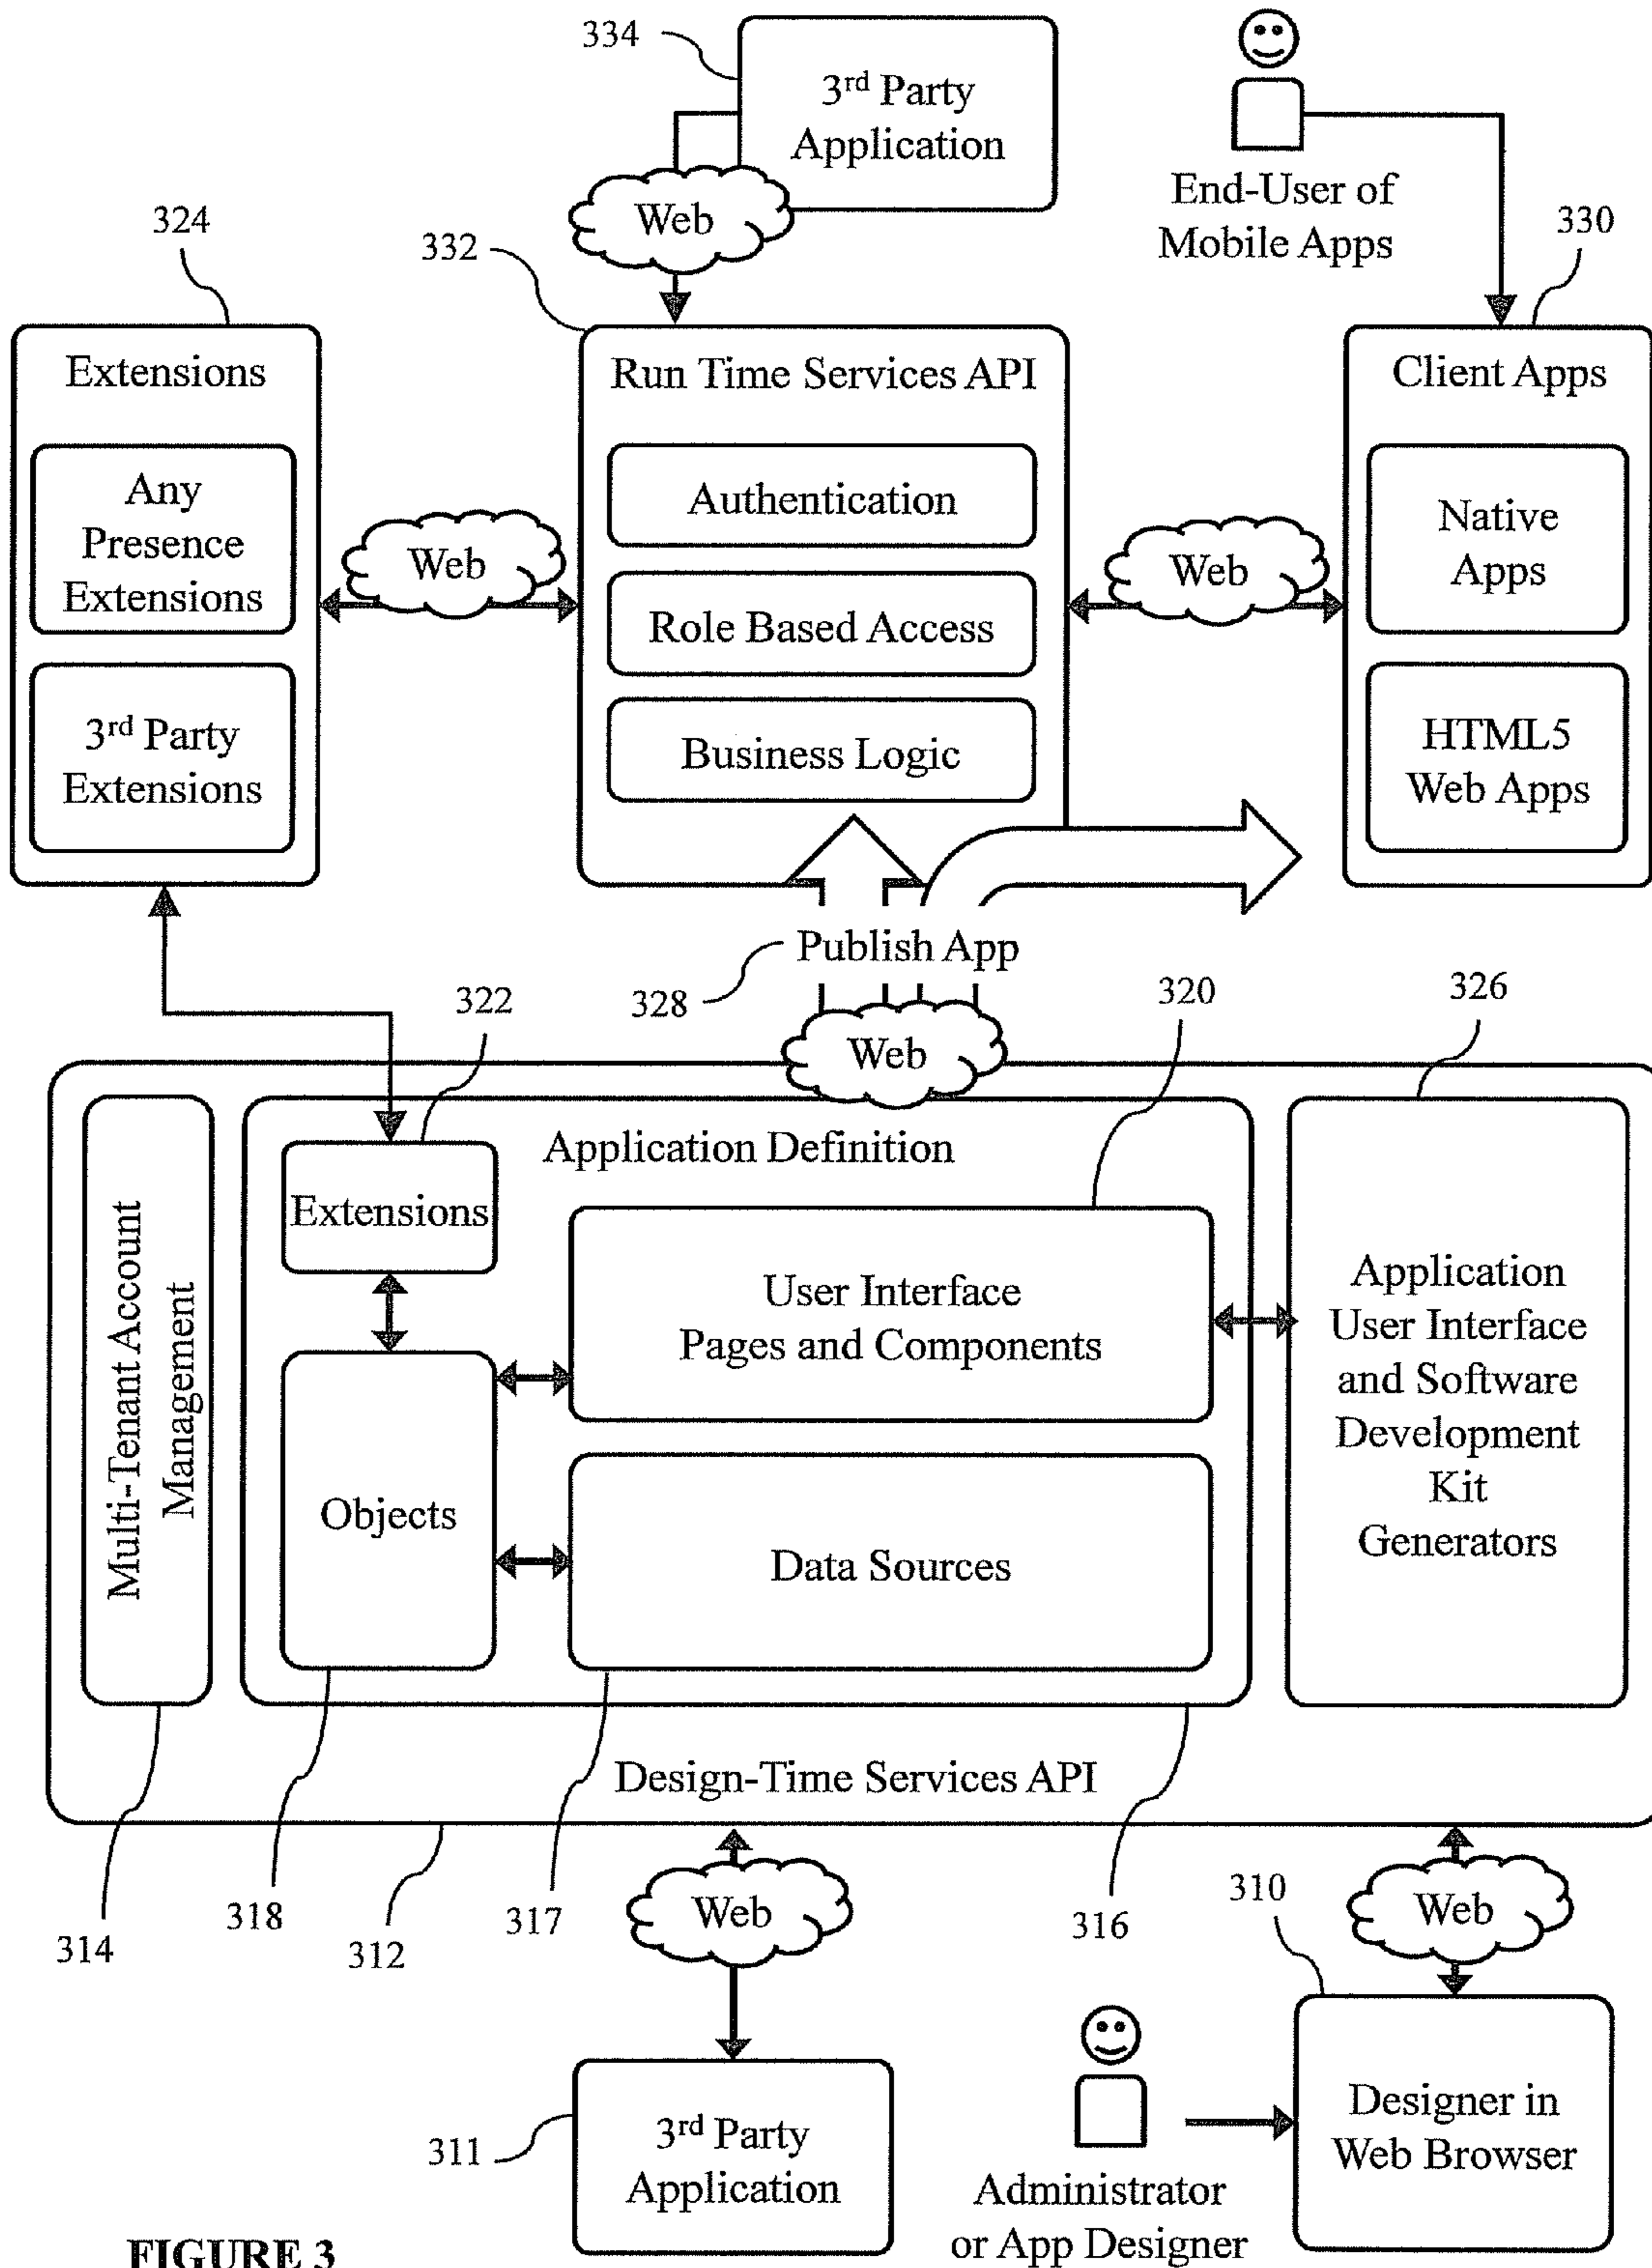 334
3rd Party
Application
End-User of
Mobile Apps
Web
324
332
330
Extensions
Any
Presence
Extensions
3rd Party
Extensions
Web
Run Time Services API
Authentication
Role Based Access
Business Logic
Web
Client Apps
Native
Apps
HTML5
Web Apps
Publish App
328
Web
322
320
326
Multi-Tenant Account
Management
Application Definition
Extensions
User Interface
Pages and Components
Objects
Data Sources
Application
User Interface
and Software
Development
Kit
Generators
Design-Time Services API
314
318
312
317
316
310
Web
Web
311
3rd Party
Application
Administrator
or App Designer
Designer in
Web Browser
FIGURE 3